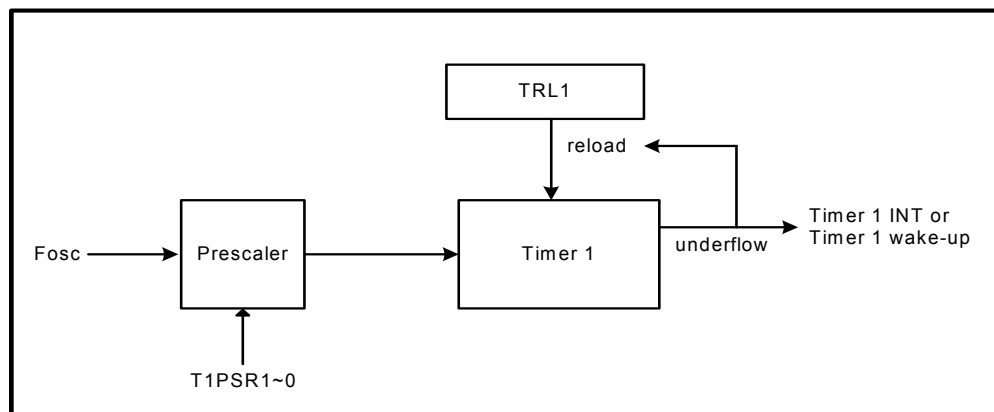 TRL1
reload
Fosc
Prescaler
Timer 1
underflow
Timer 1 INT or
Timer 1 wake-up
T1PSR1~0